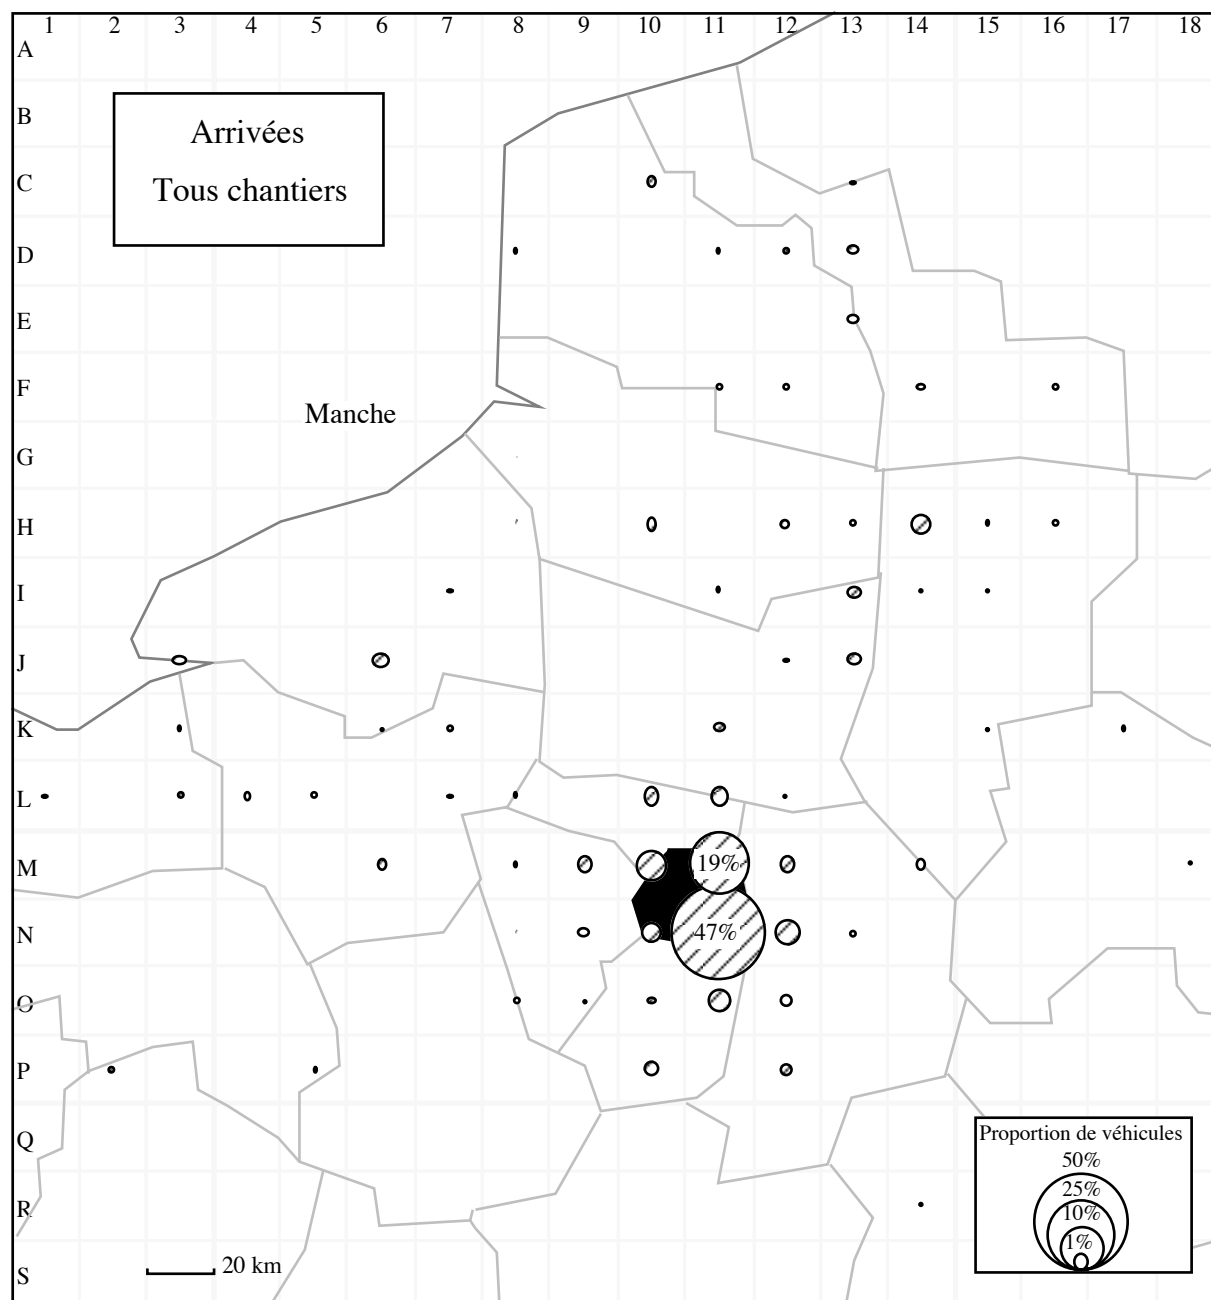 1 2 3 4 5 6 7 8 9 10 11 12 13 14 15 16 17 18
A
B
Arrivées
Tous chantiers
C
D
E
F
Manche
G
H
I
J
K
L
M
19%
N
47%
O
P
Q
Proportion de véhicules
50%
25%
10%
1%
R
20 km
S